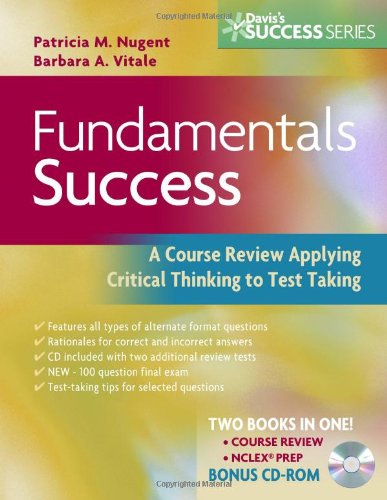 Copyrighted Material
Patricia M. Nugent
Barbara A. Vitale
Davis's
SUCCESS SERIES
Fundamentals
Success
A Course Review Applying
Critical Thinking to Test Taking
✓ Features all types of alternate format questions
✓ Rationales for correct and incorrect answers
✓ CD included with two additional review tests
✓ NEW - 100 question final exam
✓ Test-taking tips for selected questions
TWO BOOKS IN ONE!
• COURSE REVIEW
• NCLEX® PREP
BONUS CD-ROM
Copyrighted Material